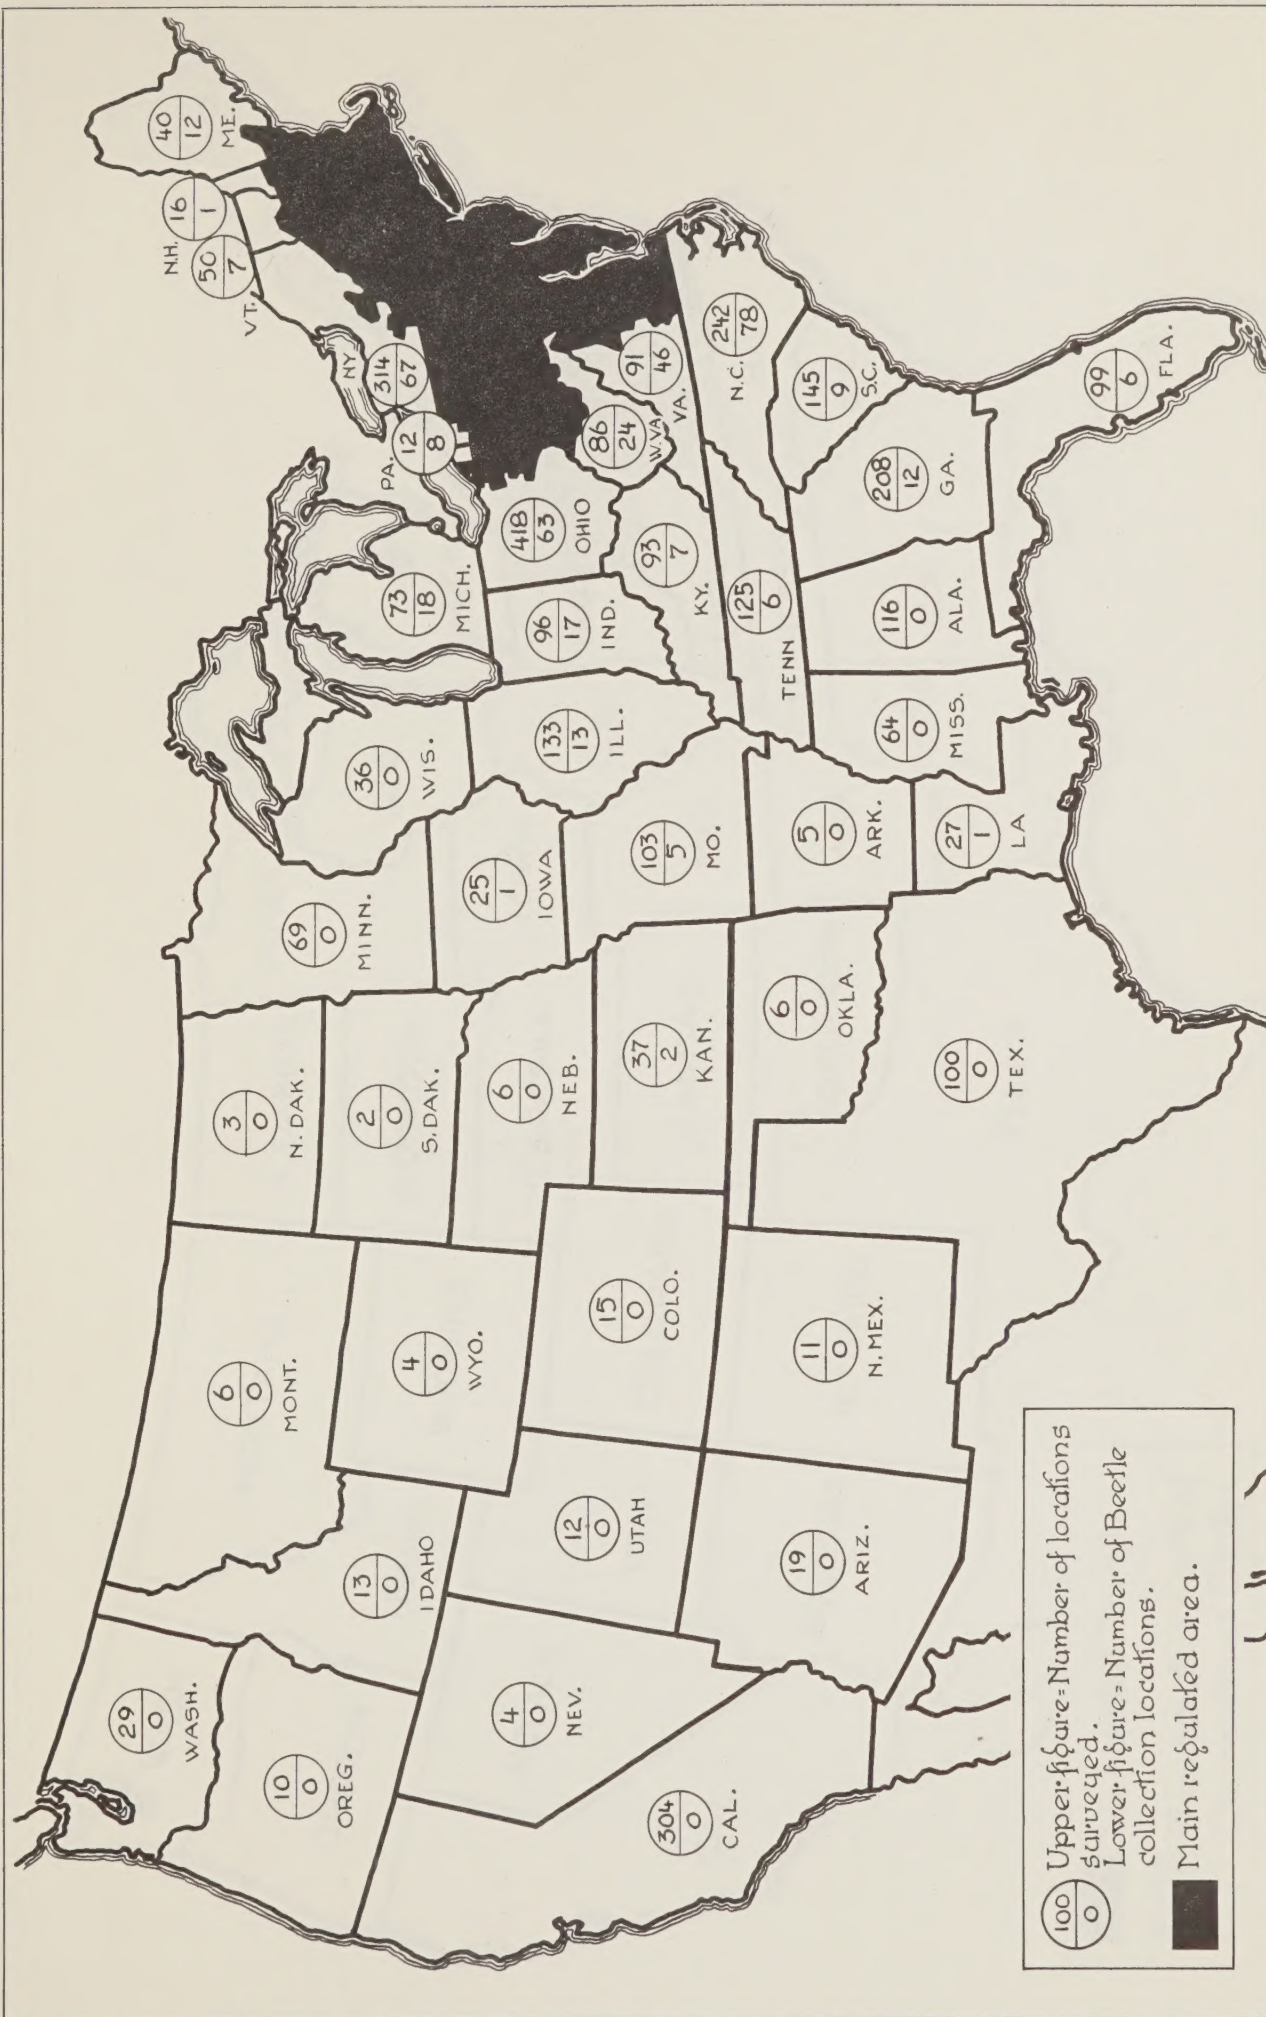 29
0
WASH.
10
0
OREG.
304
0
CAL.
4
0
NEV.
13
0
IDAHO
6
0
MONT.
4
0
WYO.
12
0
UTAH
19
0
ARIZ.
15
0
COLO.
11
0
N. MEX.
3
0
N. DAK.
2
0
S. DAK.
6
0
NEB.
37
2
KAN.
6
0
OKLA.
100
0
TEX.
69
0
MINN.
25
1
IOWA
103
5
MO.
5
0
ARK.
27
1
LA
36
0
WIS.
133
13
ILL.
73
18
MICH.
96
17
IND.
418
63
OHIO
93
7
KY.
125
6
TENN
64
0
MISS.
116
0
ALA.
208
12
GA.
99
6
FLA.
145
9
S.C.
242
78
N.C.
91
46
VA.
86
24
W. VA
PA.
12
8
NY
314
67
VT.
50
7
N.H.
16
1
40
12
ME.
100
0
Upper figure = Number of locations
surveyed.
Lower figure = Number of Beetle
collection locations.
Main regulated area.